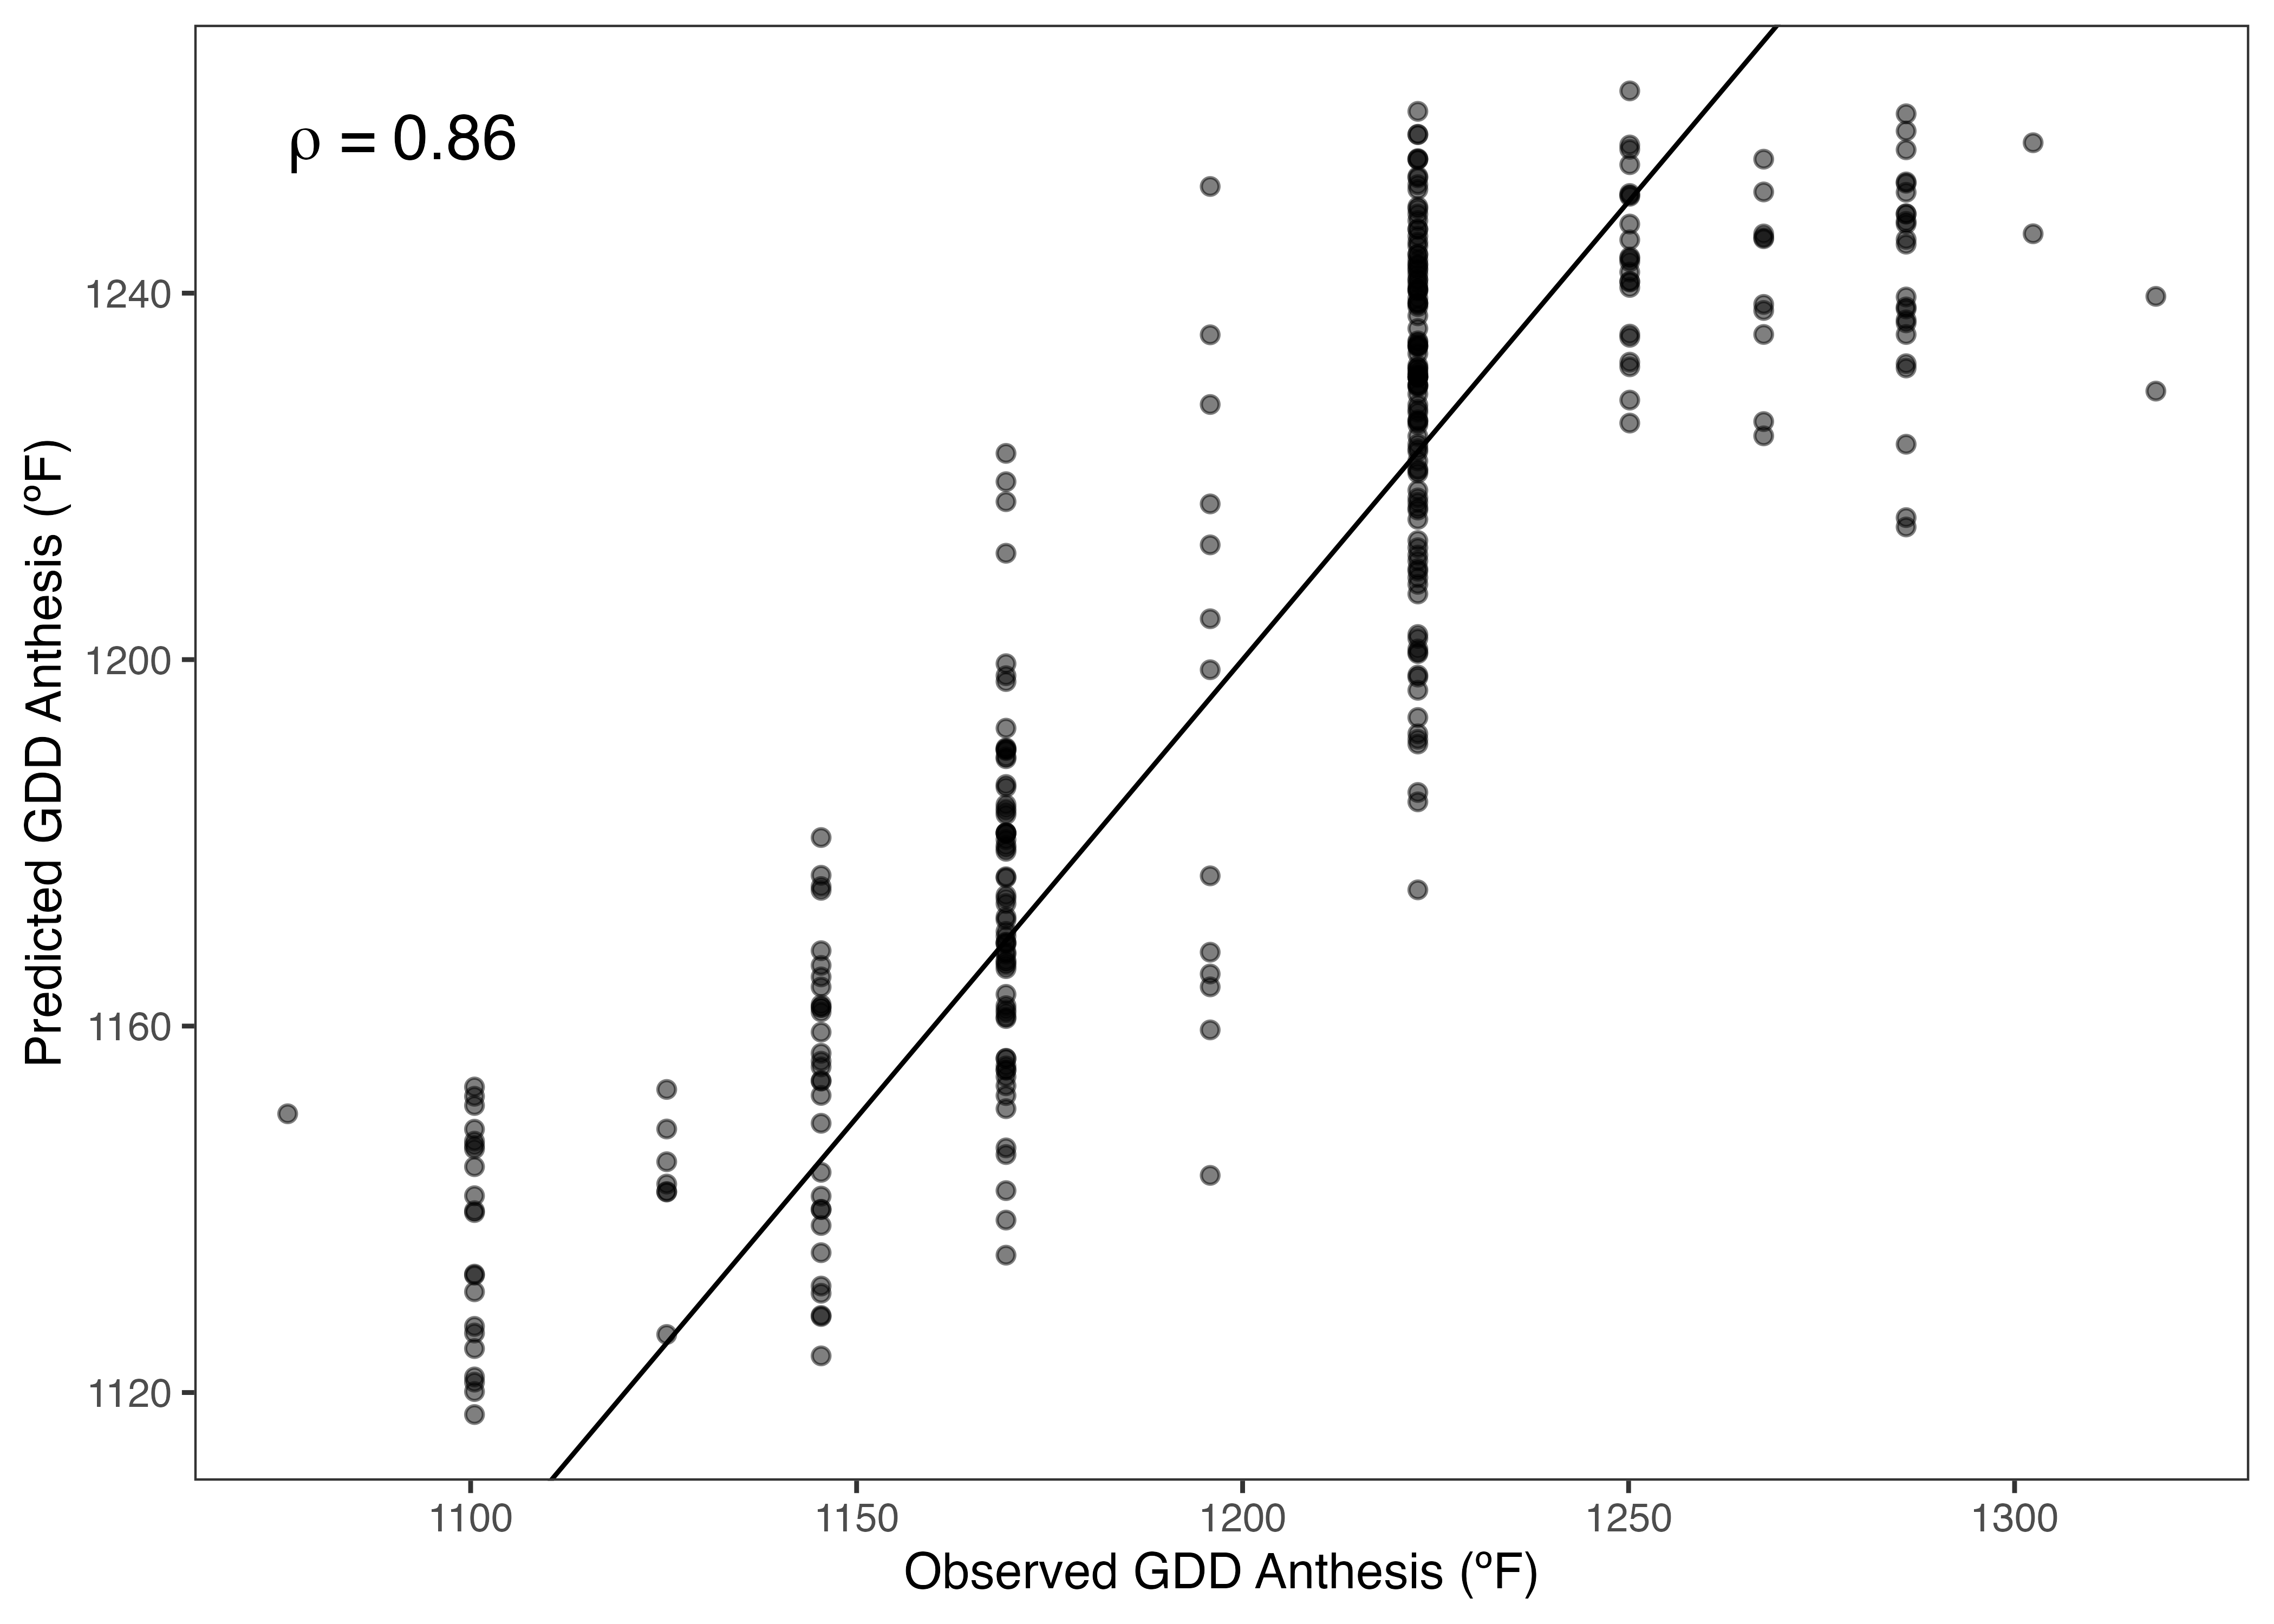 ρ = 0.86
Predicted GDD Anthesis (ºF)
1240
1200
1160
1120
1100 1150 1200 1250 1300
Observed GDD Anthesis (ºF)